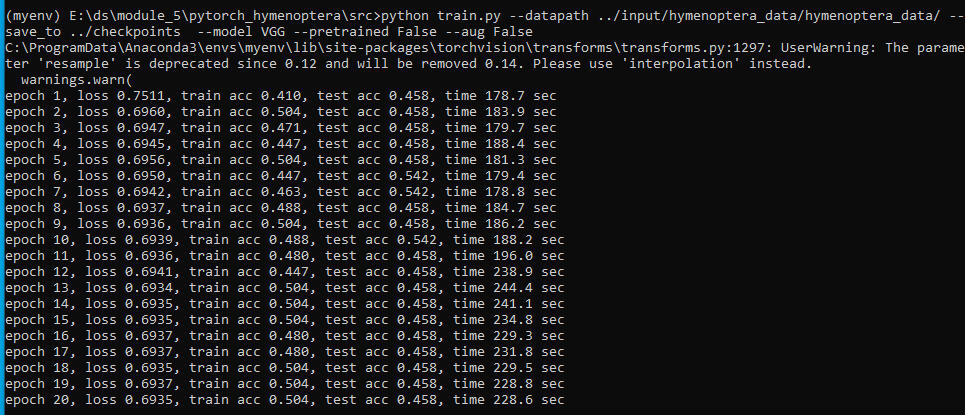 (myenv) E:\ds\module_5\pytorch_hymenoptera\src>python train.py --datapath ../input/hymenoptera_data/hymenoptera_data/ --
save_to ../checkpoints  --model VGG --pretrained False --aug False
C:\ProgramData\Anaconda3\envs\myenv\lib\site-packages\torchvision\transforms\transforms.py:1297: UserWarning: The parame
ter 'resample' is deprecated since 0.12 and will be removed 0.14. Please use 'interpolation' instead.
  warnings.warn(
epoch 1, loss 0.7511, train acc 0.410, test acc 0.458, time 178.7 sec
epoch 2, loss 0.6960, train acc 0.504, test acc 0.458, time 183.9 sec
epoch 3, loss 0.6947, train acc 0.471, test acc 0.458, time 179.7 sec
epoch 4, loss 0.6945, train acc 0.447, test acc 0.458, time 188.4 sec
epoch 5, loss 0.6956, train acc 0.504, test acc 0.458, time 181.3 sec
epoch 6, loss 0.6950, train acc 0.447, test acc 0.542, time 179.4 sec
epoch 7, loss 0.6942, train acc 0.463, test acc 0.542, time 178.8 sec
epoch 8, loss 0.6937, train acc 0.488, test acc 0.458, time 184.7 sec
epoch 9, loss 0.6936, train acc 0.504, test acc 0.458, time 186.2 sec
epoch 10, loss 0.6939, train acc 0.488, test acc 0.542, time 188.2 sec
epoch 11, loss 0.6936, train acc 0.480, test acc 0.458, time 196.0 sec
epoch 12, loss 0.6941, train acc 0.447, test acc 0.458, time 238.9 sec
epoch 13, loss 0.6934, train acc 0.504, test acc 0.458, time 244.4 sec
epoch 14, loss 0.6935, train acc 0.504, test acc 0.458, time 241.1 sec
epoch 15, loss 0.6935, train acc 0.504, test acc 0.458, time 234.8 sec
epoch 16, loss 0.6937, train acc 0.480, test acc 0.458, time 229.3 sec
epoch 17, loss 0.6937, train acc 0.480, test acc 0.458, time 231.8 sec
epoch 18, loss 0.6935, train acc 0.504, test acc 0.458, time 229.5 sec
epoch 19, loss 0.6937, train acc 0.504, test acc 0.458, time 228.8 sec
epoch 20, loss 0.6935, train acc 0.504, test acc 0.458, time 228.6 sec